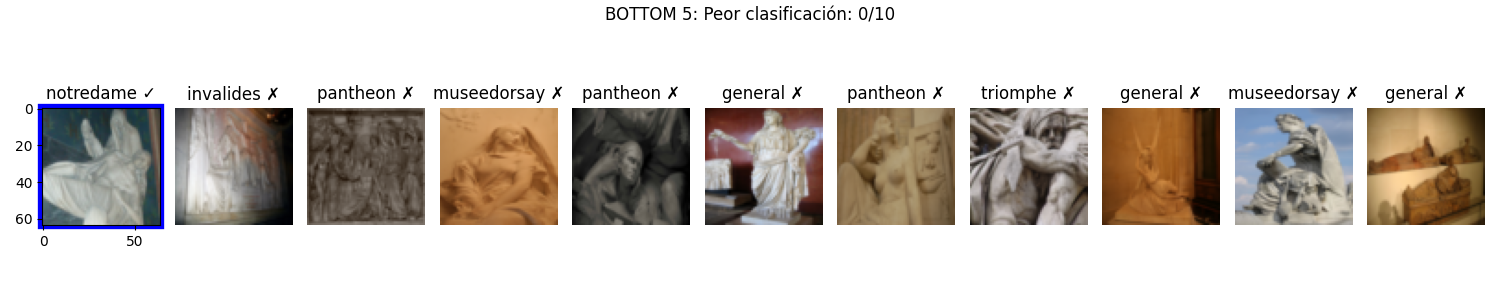 BOTTOM 5: Peor clasificación: 0/10
notredame ✓ invalides ✗ pantheon ✗ museedorsay ✗ pantheon ✗ general ✗ pantheon ✗ triomphe ✗ general ✗ museedorsay ✗ general ✗
0
20
40
60
0 50